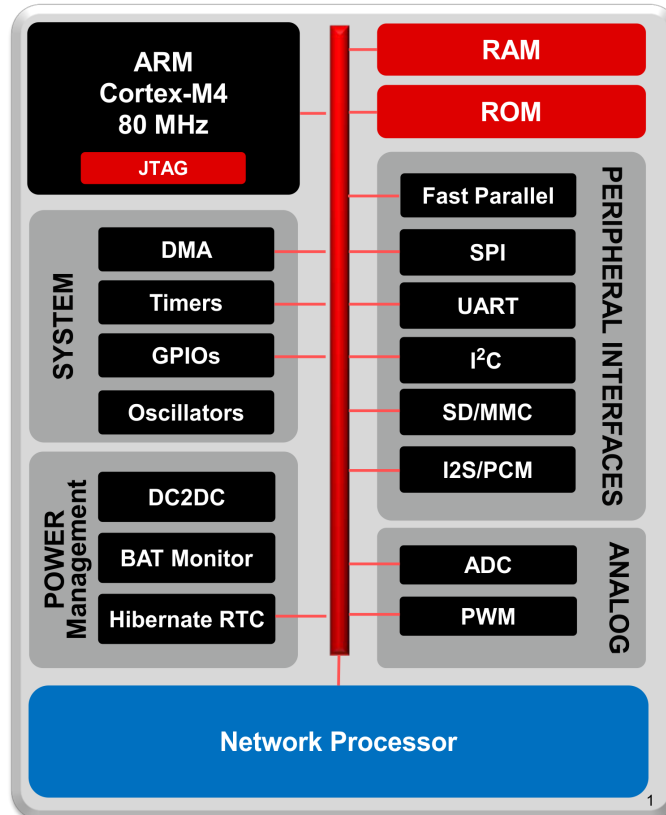 ARM
Cortex-M4
80 MHz
JTAG
RAM
ROM
SYSTEM
DMA
Timers
GPIOs
Oscillators
POWER
Management
DC2DC
BAT Monitor
Hibernate RTC
PERIPHERAL INTERFACES
Fast Parallel
SPI
UART
I²C
SD/MMC
I2S/PCM
ANALOG
ADC
PWM
Network Processor
1